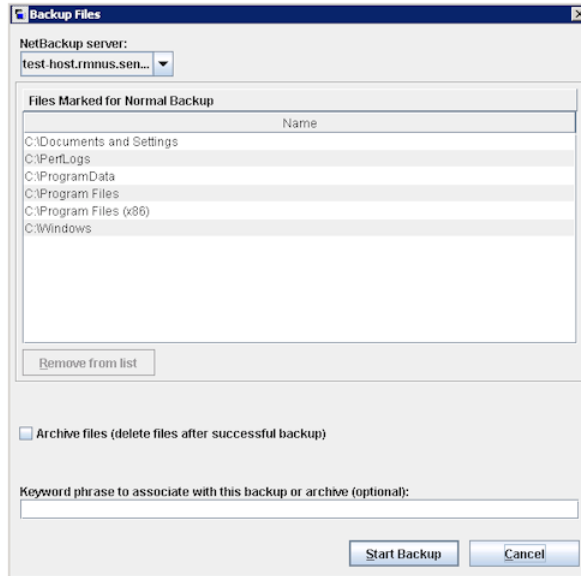 Backup Files
NetBackup server:
test-host.rmnus.sen...
Files Marked for Normal Backup
Name
C:\Documents and Settings
C:\PerfLogs
C:\ProgramData
C:\Program Files
C:\Program Files (x86)
C:\Windows
Remove from list
Archive files (delete files after successful backup)
Keyword phrase to associate with this backup or archive (optional):
Start Backup
Cancel